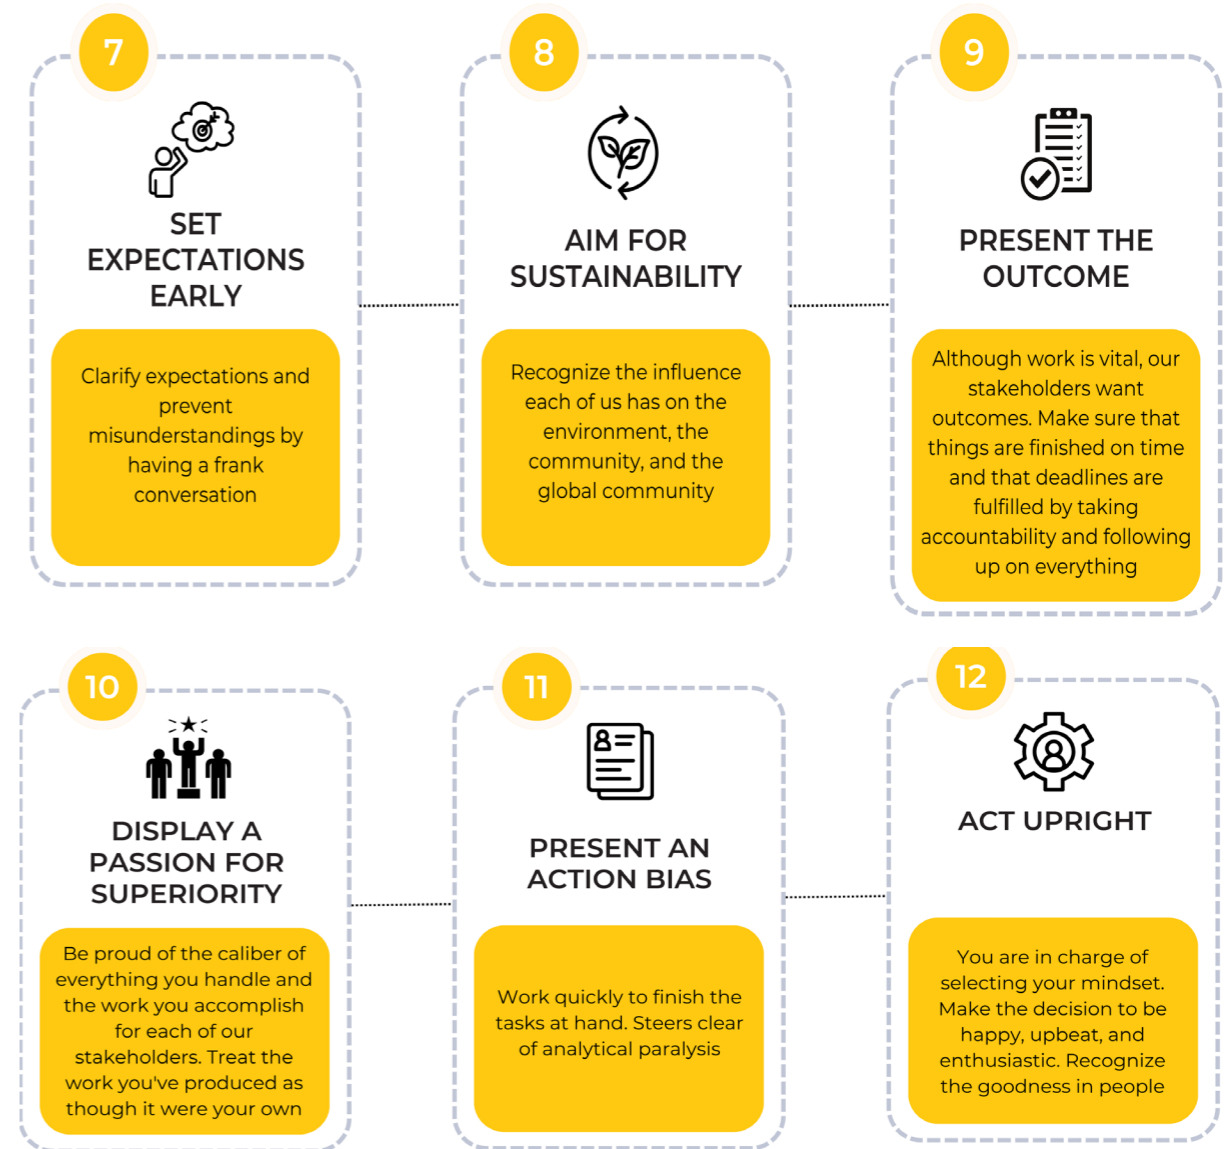 7
SET
EXPECTATIONS
EARLY
Clarify expectations and
prevent
misunderstandings by
having a frank
conversation
8
AIM FOR
SUSTAINABILITY
Recognize the influence
each of us has on the
environment, the
community, and the
global community
9
PRESENT THE
OUTCOME
Although work is vital, our
stakeholders want
outcomes. Make sure that
things are finished on time
and that deadlines are
fulfilled by taking
accountability and following
up on everything
10
DISPLAY A
PASSION FOR
SUPERIORITY
Be proud of the caliber of
everything you handle and
the work you accomplish
for each of our
stakeholders. Treat the
work you've produced as
though it were your own
11
PRESENT AN
ACTION BIAS
Work quickly to finish the
tasks at hand. Steers clear
of analytical paralysis
12
ACT UPRIGHT
You are in charge of
selecting your mindset.
Make the decision to be
happy, upbeat, and
enthusiastic. Recognize
the goodness in people